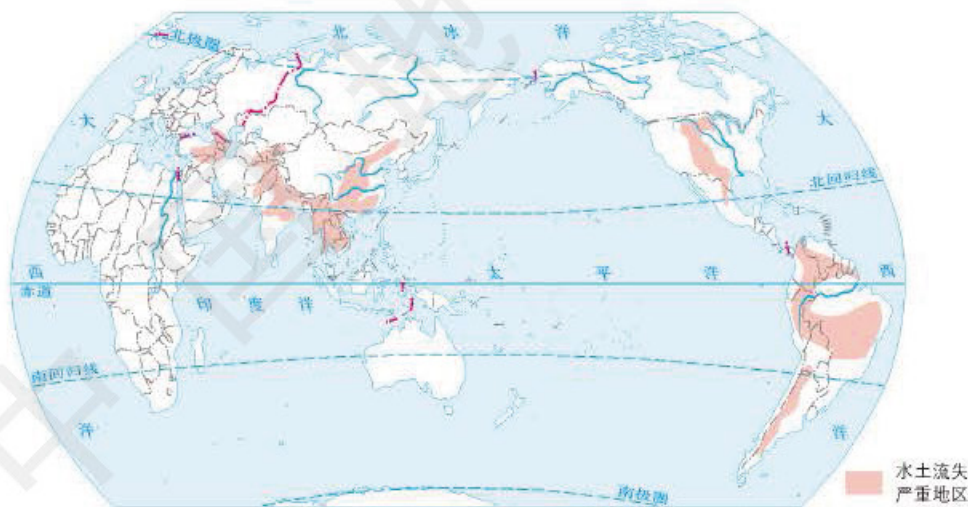 北冰洋
北极圈
大
大
北回归线
西
太平洋
西
赤道
印度洋
南回归线
洋
洋
南极圈
水土流失
严重地区